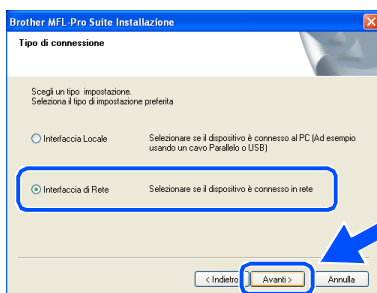 Brother MFL-Pro Suite Installazione
Tipo di connessione
Scegli un tipo impostazione.
Seleziona il tipo di impostazione preferita
Interfaccia Locale
Selezionare se il dispositivo è connesso al PC (Ad esempio
usando un cavo Parallelo o USB)
Interfaccia di Rete
Selezionare se il dispositivo è connesso in rete
< Indietro
Avanti >
Annulla